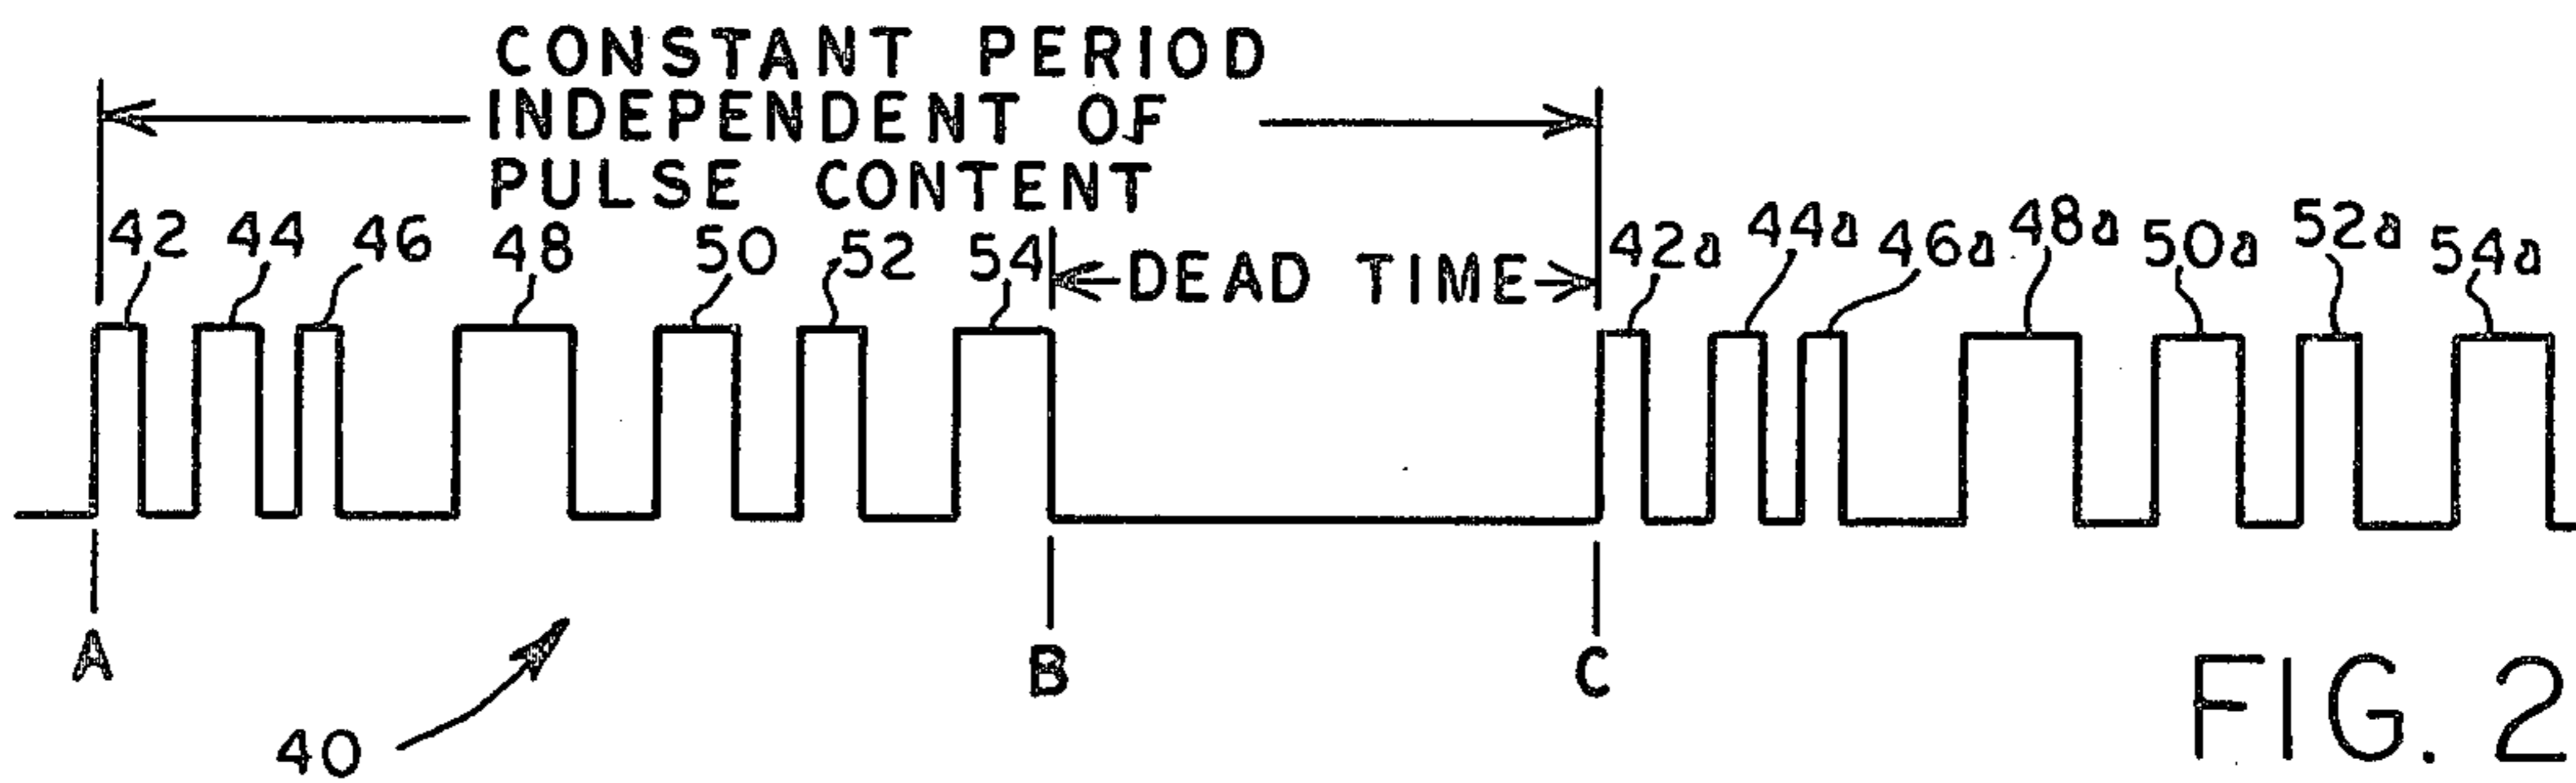 CONSTANT PERIOD
INDEPENDENT OF
PULSE CONTENT
42 44 46 48 50 52 54
DEAD TIME
42a 44a 46a 48a 50a 52a 54a
A B C
40
FIG. 2